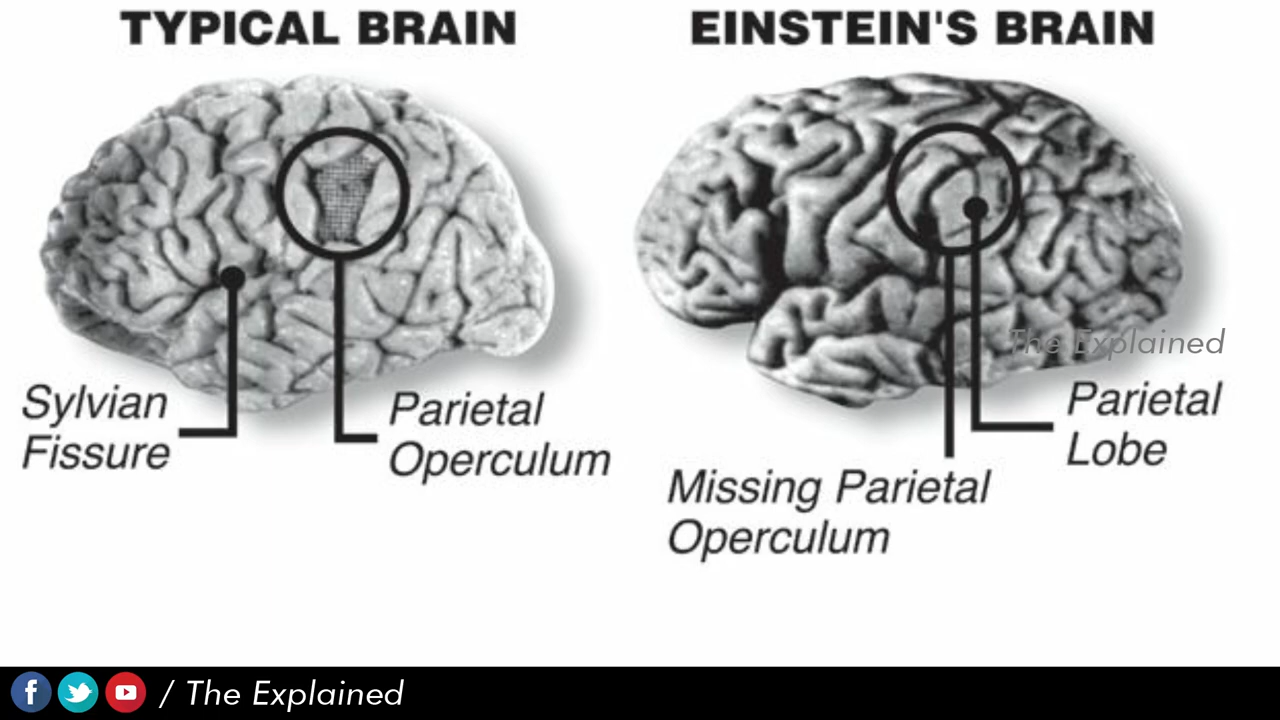 TYPICAL BRAIN
EINSTEIN'S BRAIN
Sylvian
Fissure
Parietal
Operculum
The Explained
Parietal
Lobe
Missing Parietal
Operculum
/ The Explained